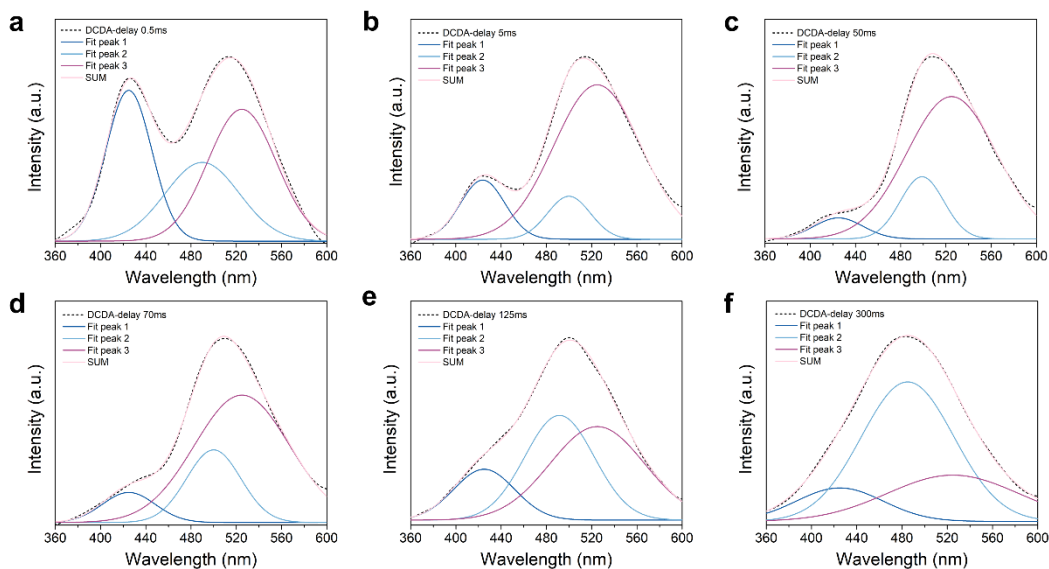 a
DCDA-delay 0.5ms
Fit peak 1
Fit peak 2
Fit peak 3
SUM
Intensity (a.u.)
360 400 440 480 520 560 600
Wavelength (nm)
b
DCDA-delay 5ms
Fit peak 1
Fit peak 2
Fit peak 3
SUM
Intensity (a.u.)
360 400 440 480 520 560 600
Wavelength (nm)
c
DCDA-delay 50ms
Fit peak 1
Fit peak 2
Fit peak 3
SUM
Intensity (a.u.)
360 400 440 480 520 560 600
Wavelength (nm)
d
DCDA-delay 70ms
Fit peak 1
Fit peak 2
Fit peak 3
SUM
Intensity (a.u.)
360 400 440 480 520 560 600
Wavelength (nm)
e
DCDA-delay 125ms
Fit peak 1
Fit peak 2
Fit peak 3
SUM
Intensity (a.u.)
360 400 440 480 520 560 600
Wavelength (nm)
f
DCDA-delay 300ms
Fit peak 1
Fit peak 2
Fit peak 3
SUM
Intensity (a.u.)
360 400 440 480 520 560 600
Wavelength (nm)